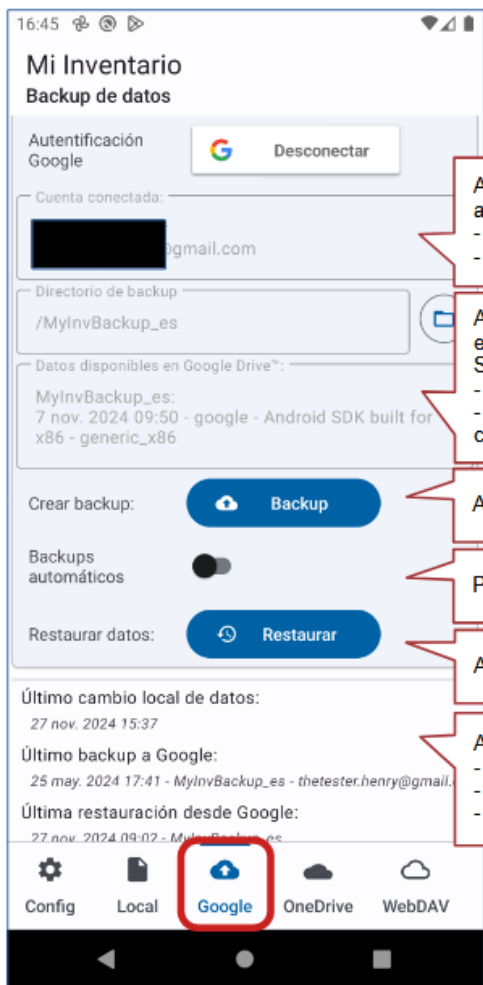 16:45
Mi Inventario
Backup de datos
Autentificación
Google
Desconectar
Cuenta conectada:
@gmail.com
Directorio de backup
/MyInvBackup_es
Datos disponibles en Google Drive™:
MyInvBackup_es:
7 nov. 2024 09:50 - google - Android SDK built for
x86 - generic_x86
Crear backup:
Backup
Backups
automáticos
Restaurar datos:
Restaurar
Último cambio local de datos:
27 nov. 2024 15:37
Último backup a Google:
25 may. 2024 17:41 - MyInvBackup_es - thetester.henry@gmail.
Última restauración desde Google:
27 nov. 2024 09:02 - MyInvBackup_es
Config
Local
Google
OneDrive
WebDAV
A
a
-
-
A
e
S
-
-
c
A
P
A
A
-
-
-